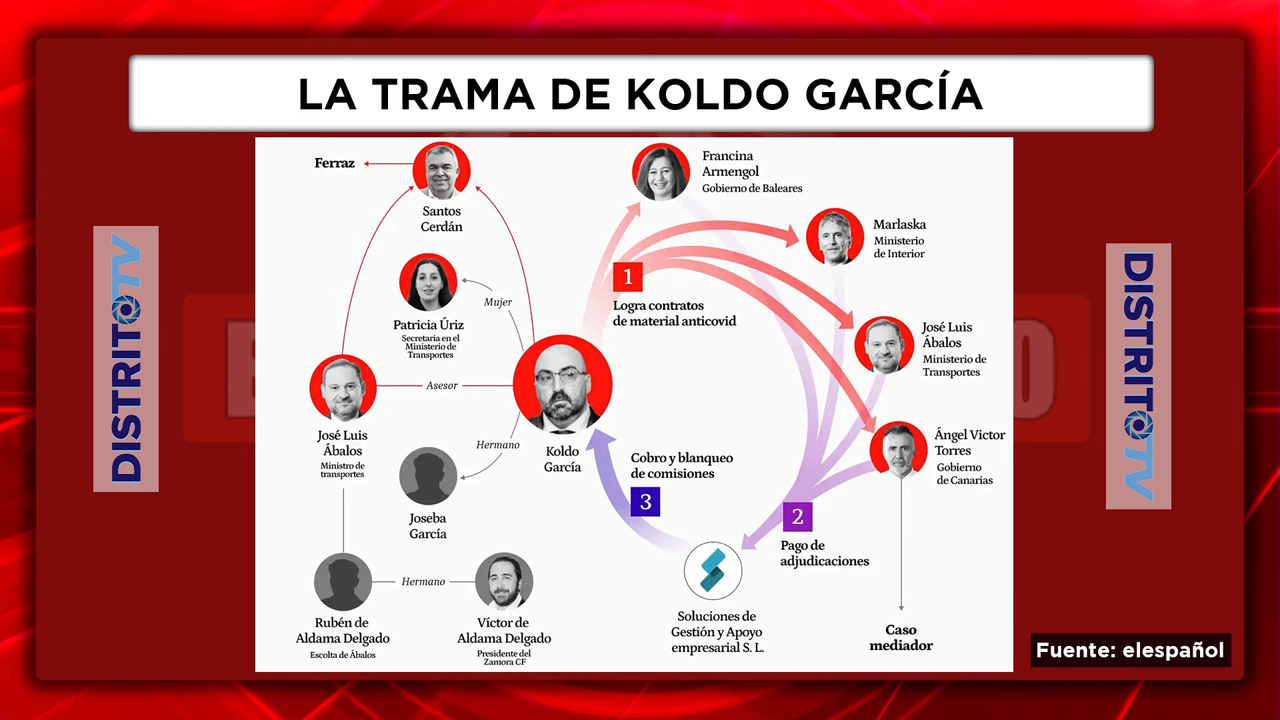 LA TRAMA DE KOLDO GARCÍA
Ferraz
Santos
Cerdán
Mujer
Patricia Úriz
Secretaria en el
Ministerio de
Transportes
Asesor
José Luis
Ábalos
Ministro de
transportes
Hermano
Joseba
García
Koldo
García
Rubén de
Aldama Delgado
Escolta de Ábalos
Hermano
Víctor de
Aldama Delgado
Presidente del
Zamora CF
Francina
Armengol
Gobierno de Baleares
Marlaska
Ministerio
de Interior
1
Logra contratos
de material anticovid
José Luis
Ábalos
Ministerio de
Transportes
Ángel Victor
Torres
Gobierno
de Canarias
Cobro y blanqueo
de comisiones
3
2
Pago de
adjudicaciones
Soluciones de
Gestión y Apoyo
empresarial S. L.
Caso
mediador
Fuente: elespañol
DISTRITO TV
DISTRITO TV